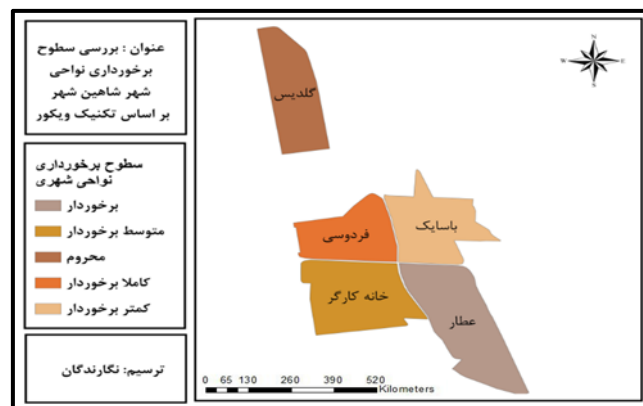 عنوان : بررسی سطوح
برخورداری نواحی
شهر شاهین شهر
بر اساس تکنیک ویکور
سطوح برخورداری
نواحی شهری
برخوردار
متوسط برخوردار
محروم
کاملا برخوردار
کمتر برخوردار
ترسیم: نگارندگان
گلدیس
باسایک
فردوسی
خانه کارگر
عطار
N
W
E
S
0 65 130 260 390 520
Kilometers